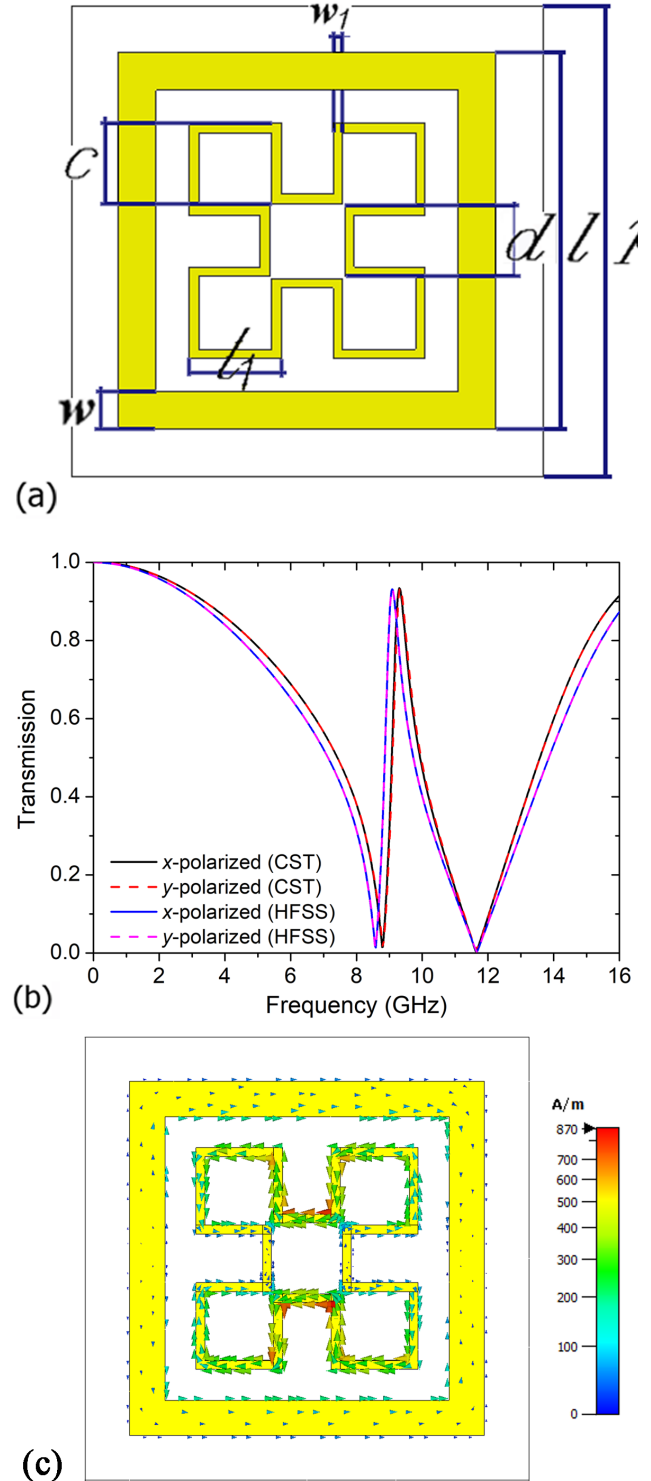 w1
C
d l
l1
w
(a)
1.0
0.8
0.6
0.4
0.2
0.0
Transmission
x-polarized (CST)
y-polarized (CST)
x-polarized (HFSS)
y-polarized (HFSS)
0 2 4 6 8 10 12 14 16
Frequency (GHz)
(b)
A/m
870
700
600
500
400
300
200
100
0
(c)